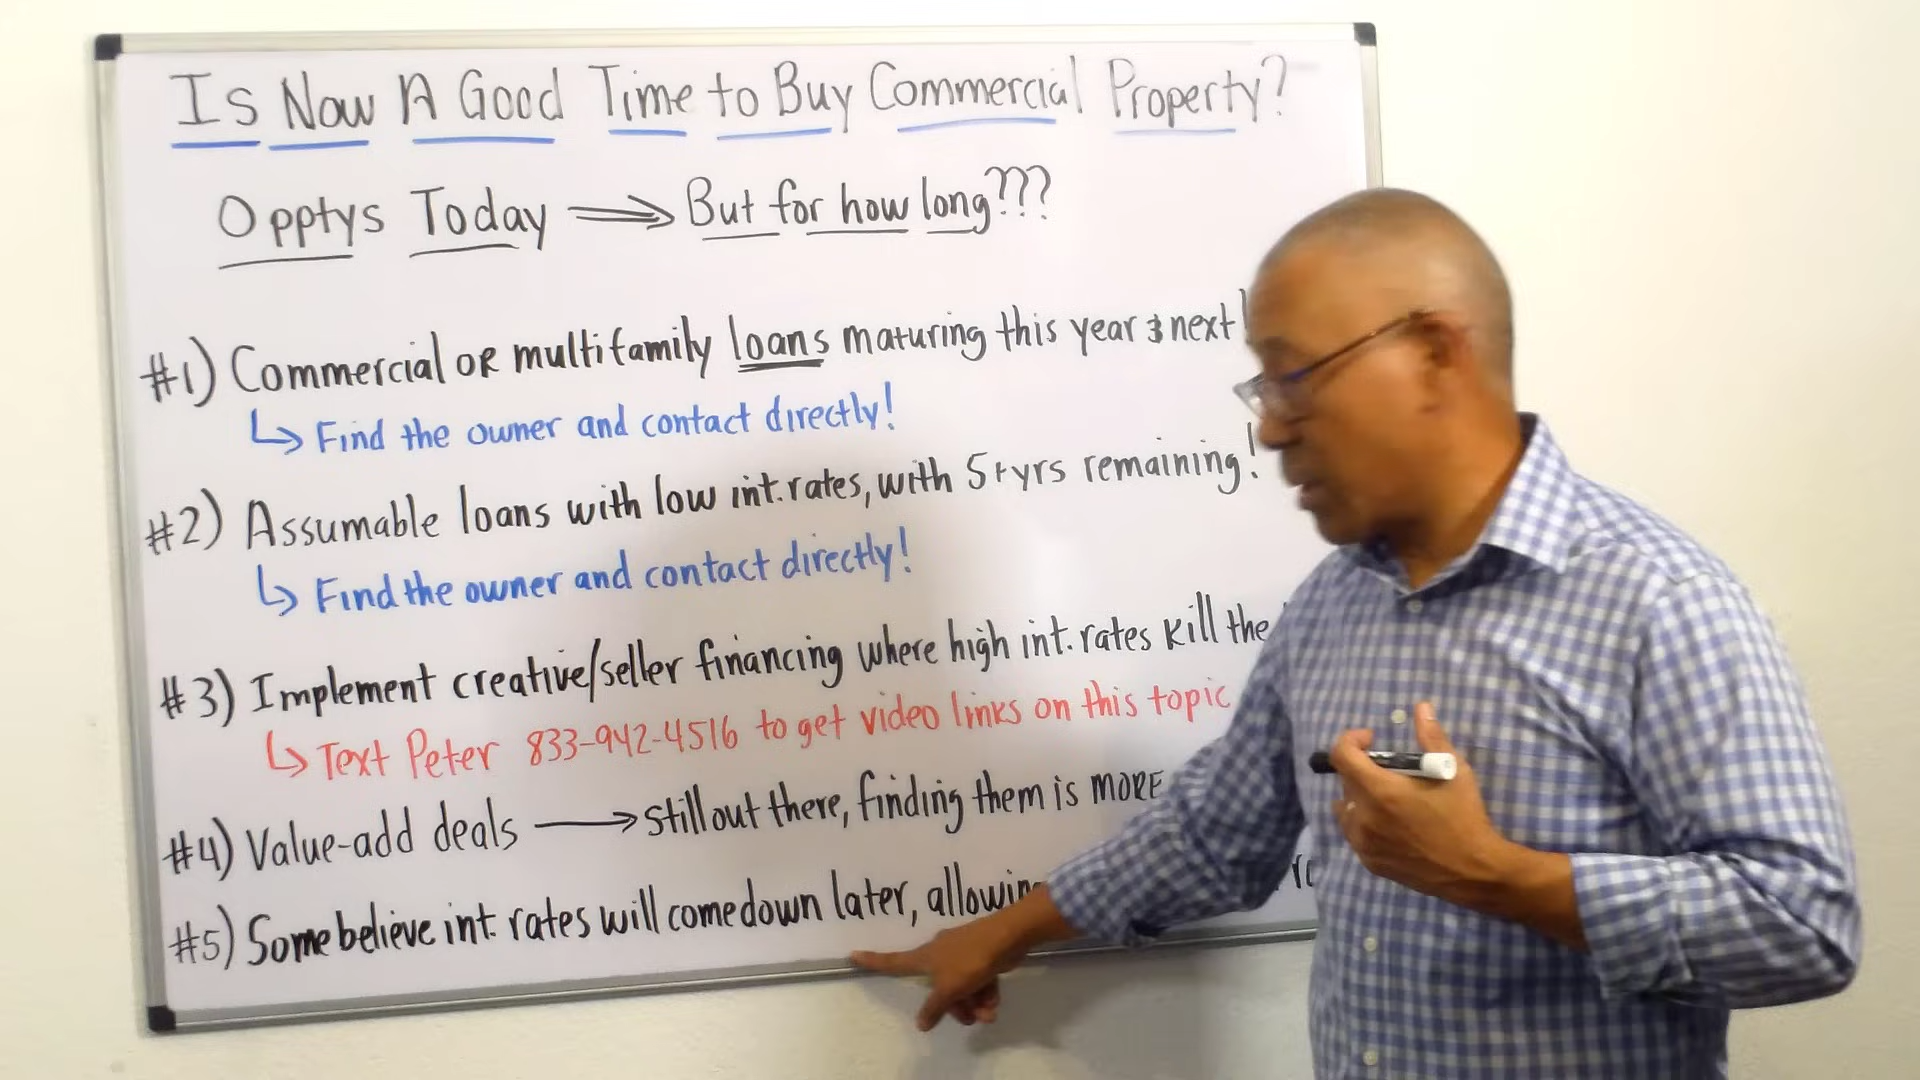 Is Now A Good Time to Buy Commercial Property?
Opptys Today ⟹ But for how long???
#1) Commercial or multifamily loans maturing this year & next!
↳ Find the owner and contact directly!
#2) Assumable loans with low int. rates, with 5+yrs remaining!
↳ Find the owner and contact directly!
#3) Implement creative/seller financing where high int. rates kill the
↳ Text Peter 833-942-4516 to get video links on this topic
#4) Value-add deals ⟶ still out there, finding them is more
#5) Some believe int. rates will come down later,